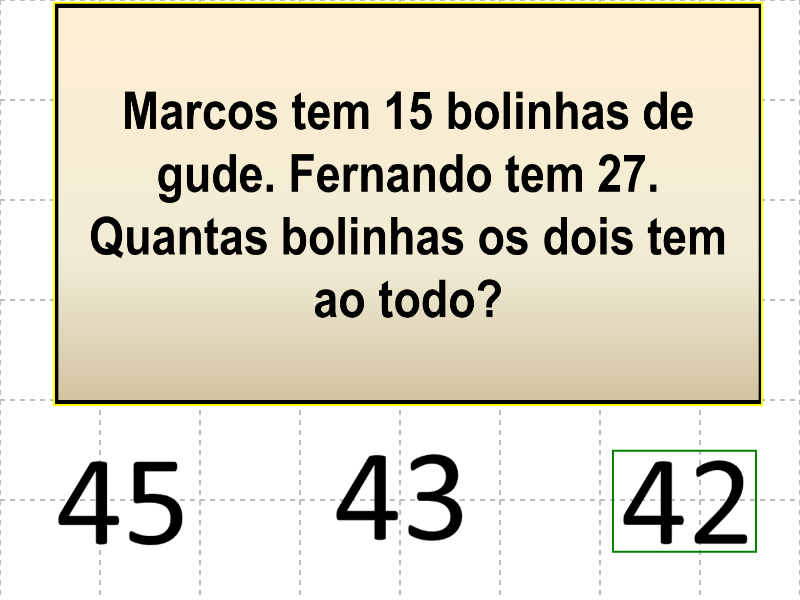 Marcos tem 15 bolinhas de
gude. Fernando tem 27.
Quantas bolinhas os dois tem
ao todo?
45 43 42